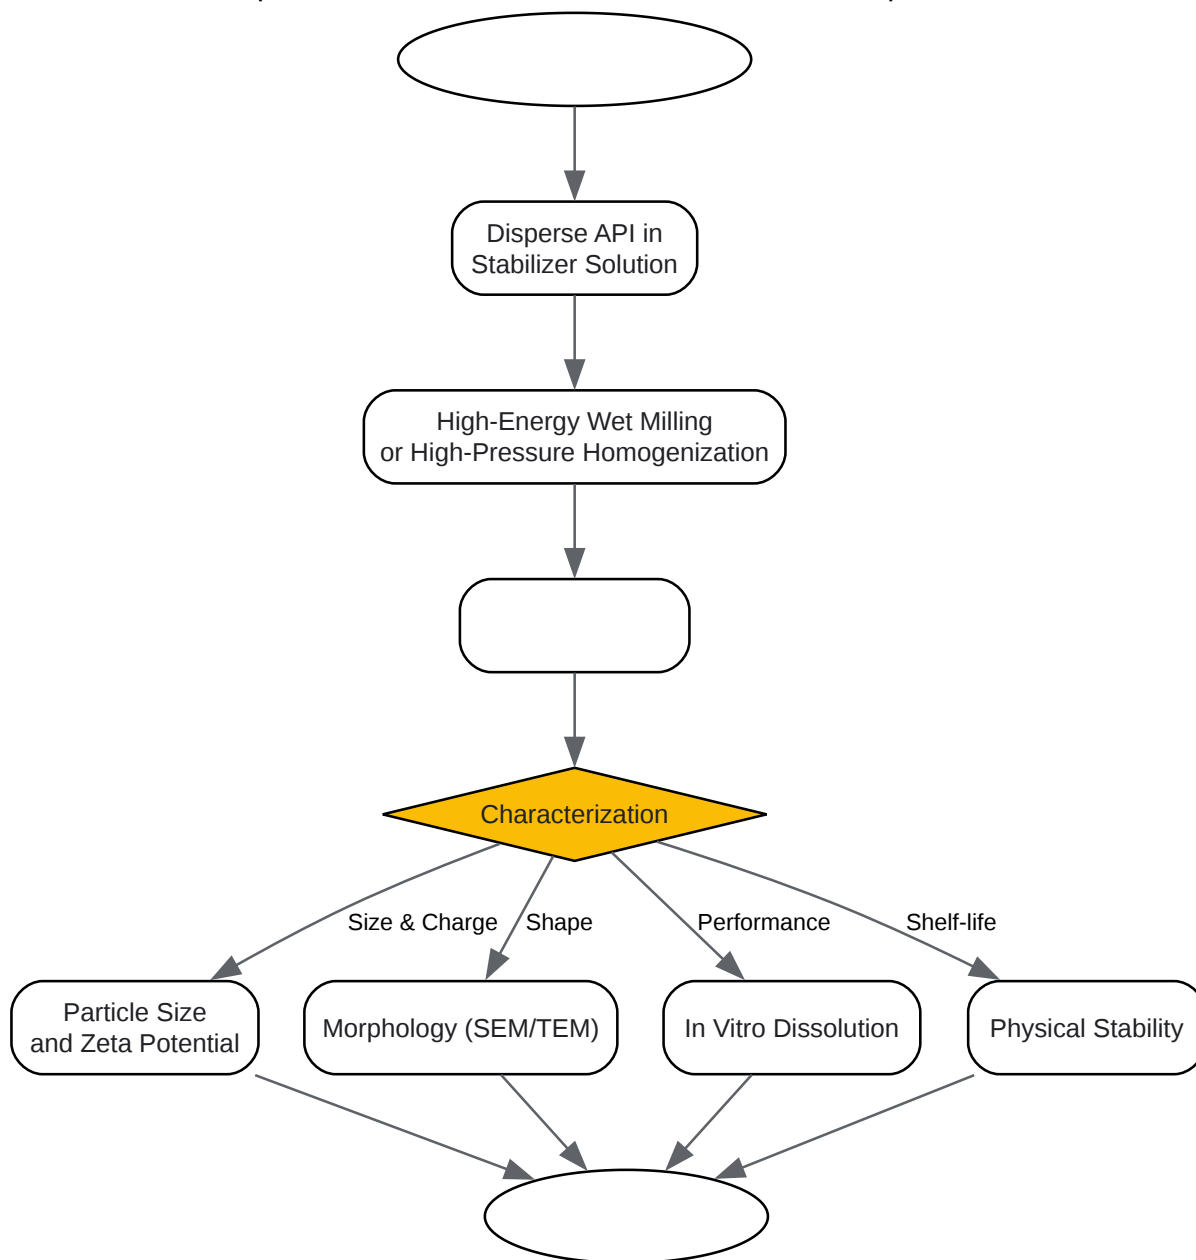 Disperse API in
Stabilizer Solution
High-Energy Wet Milling
or High-Pressure Homogenization
Characterization
Size & Charge
Shape
Performance
Shelf-life
Particle Size
and Zeta Potential
Morphology (SEM/TEM)
In Vitro Dissolution
Physical Stability